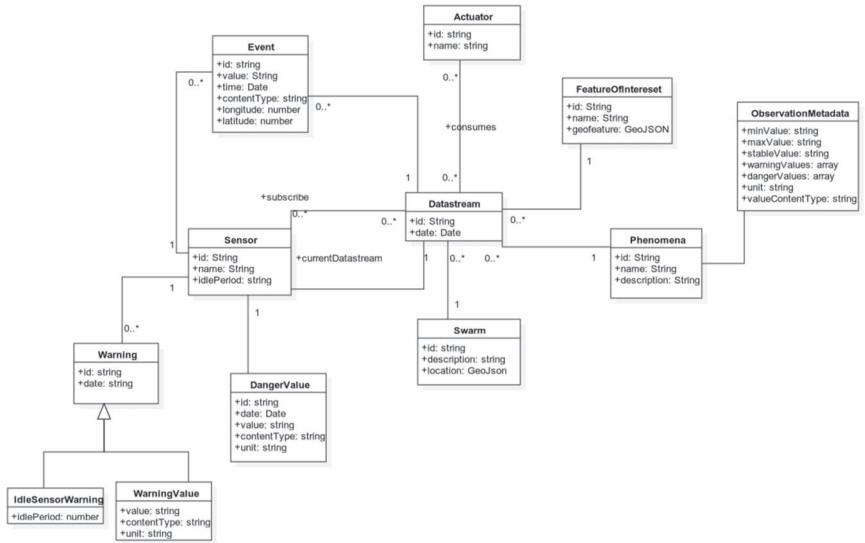 Actuator
+id: string
+name: string
Event
+id: string
+value: String
+time: Date
+contentType: string
+longitude: number
+latitude: number
0..*
0..*
0..*
+consumes
FeatureOfIntereset
+id: String
+name: String
+geofeature: GeoJSON
1
ObservationMetadata
+minValue: string
+maxValue: string
+stableValue: string
+warningValues: array
+dangerValues: array
+unit: string
+valueContentType: string
1
0..*
+subscribe
0..*
0..*
Datastream
+id: String
+date: Date
0..*
1
Sensor
+id: String
+name: String
+idlePeriod: string
+currentDatastream
1
0..*
0..*
1
Phenomena
+id: String
+name: String
+description: String
1
1
1
Swarm
+id: string
+description: string
+location: GeoJson
0..*
Warning
+id: string
+date: string
DangerValue
+id: string
+date: Date
+value: string
+contentType: string
+unit: string
IdleSensorWarning
+idlePeriod: number
WarningValue
+value: string
+contentType: string
+unit: string